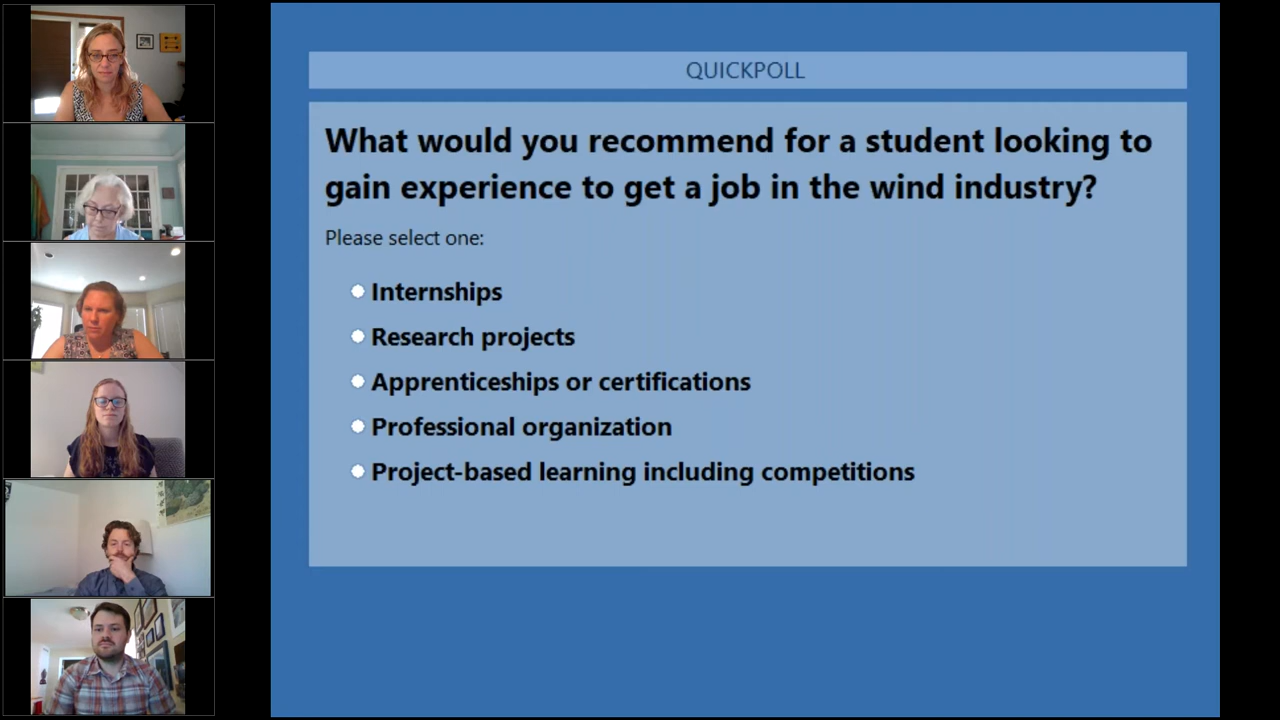 QUICKPOLL
What would you recommend for a student looking to
gain experience to get a job in the wind industry?
Please select one:
Internships
Research projects
Apprenticeships or certifications
Professional organization
Project-based learning including competitions